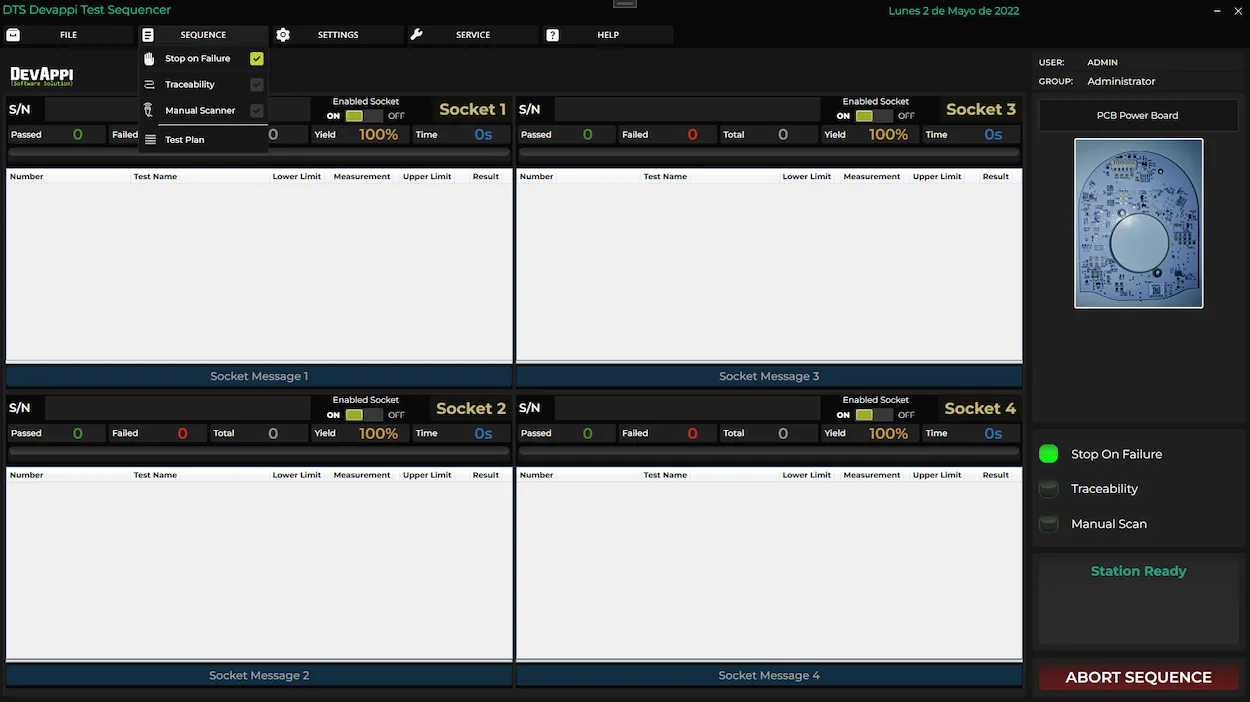 DTS Devappi Test Sequencer
Lunes 2 de Mayo de 2022
FILE
SEQUENCE
SETTINGS
SERVICE
HELP
Stop on Failure
Traceability
Manual Scanner
Test Plan
DEVAPPI
(Software Solution)
USER: ADMIN
GROUP: Administrator
PCB Power Board
S/N
Enabled Socket
ON OFF
Socket 1
Passed 0 Failed 0 Yield 100% Time 0s
Number Test Name Lower Limit Measurement Upper Limit Result
Socket Message 1
S/N
Enabled Socket
ON OFF
Socket 3
Passed 0 Failed 0 Total 0 Yield 100% Time 0s
Number Test Name Lower Limit Measurement Upper Limit Result
Socket Message 3
S/N
Enabled Socket
ON OFF
Socket 2
Passed 0 Failed 0 Total 0 Yield 100% Time 0s
Number Test Name Lower Limit Measurement Upper Limit Result
Socket Message 2
S/N
Enabled Socket
ON OFF
Socket 4
Passed 0 Failed 0 Total 0 Yield 100% Time 0s
Number Test Name Lower Limit Measurement Upper Limit Result
Socket Message 4
Stop On Failure
Traceability
Manual Scan
Station Ready
ABORT SEQUENCE